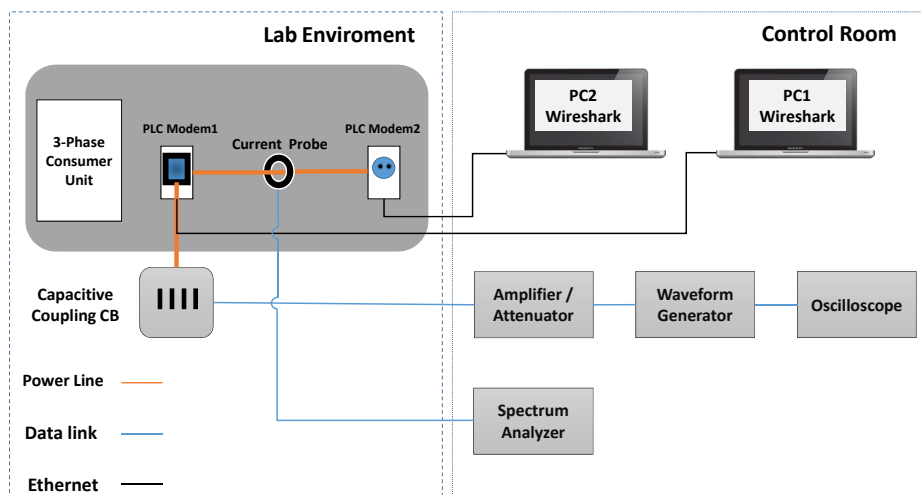 Lab Enviroment
Control Room
3-Phase
Consumer
Unit
PLC Modem1
Current Probe
PLC Modem2
PC2
Wireshark
PC1
Wireshark
Capacitive
Coupling CB
Amplifier /
Attenuator
Waveform
Generator
Oscilloscope
Spectrum
Analyzer
Power Line
Data link
Ethernet